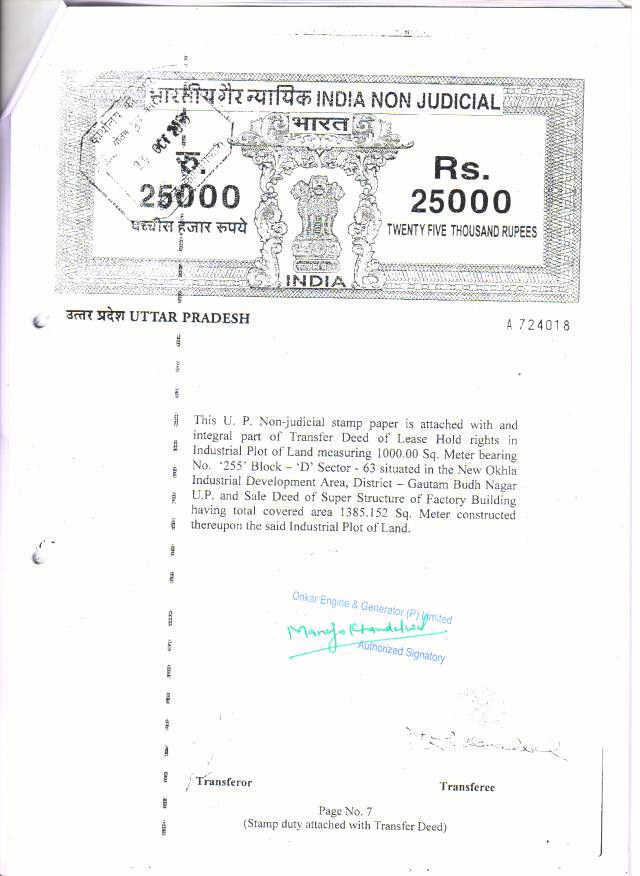 भारतीय गैर न्यायिक INDIA NON JUDICIAL
भारत
20 OCT
रु.
25000
पच्चीस हजार रुपये
Rs.
25000
TWENTY FIVE THOUSAND RUPEES
INDIA
उत्तर प्रदेश UTTAR PRADESH
A 724018
This U. P. Non-judicial stamp paper is attached with and
integral part of Transfer Deed of Lease Hold rights in
Industrial Plot of Land measuring 1000.00 Sq. Meter bearing
No. ‘255’ Block – ‘D’ Sector - 63 situated in the New Okhla
Industrial Development Area, District – Gautam Budh Nagar
U.P. and Sale Deed of Super Structure of Factory Building
having total covered area 1385.152 Sq. Meter constructed
thereupon the said Industrial Plot of Land.
Onkar Engine & Generator (P) Limited
Manoj Khandelwal
Authorized Signatory
Transferor
Transferee
Page No. 7
(Stamp duty attached with Transfer Deed)